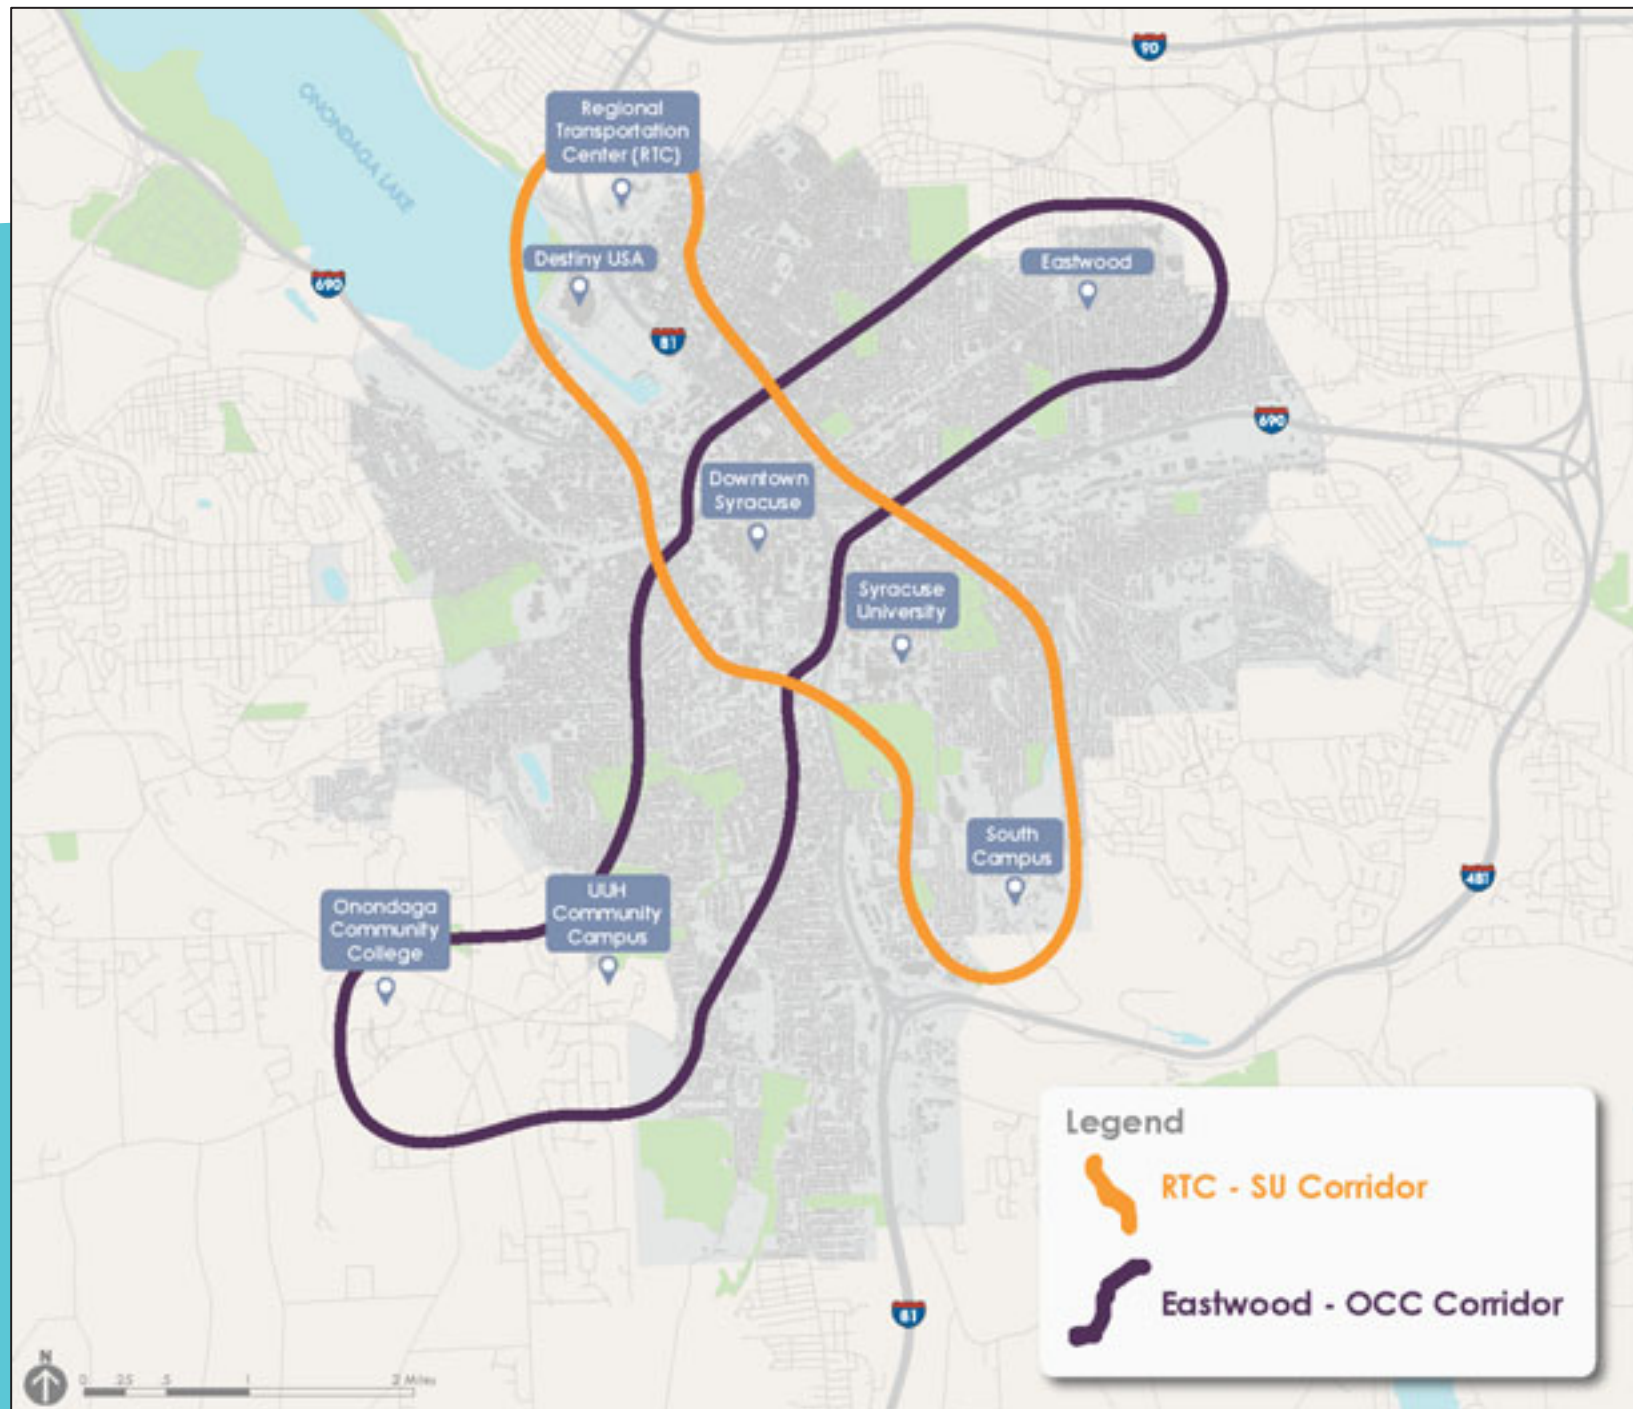 90
ONONDAGA LAKE
Regional
Transportation
Center (RTC)
Destiny USA
Eastwood
690
81
690
Downtown
Syracuse
Syracuse
University
South
Campus
481
UUH
Community
Campus
Onondaga
Community
College
Legend
RTC - SU Corridor
Eastwood - OCC Corridor
81
N
0 .25 .5 1 2 Miles